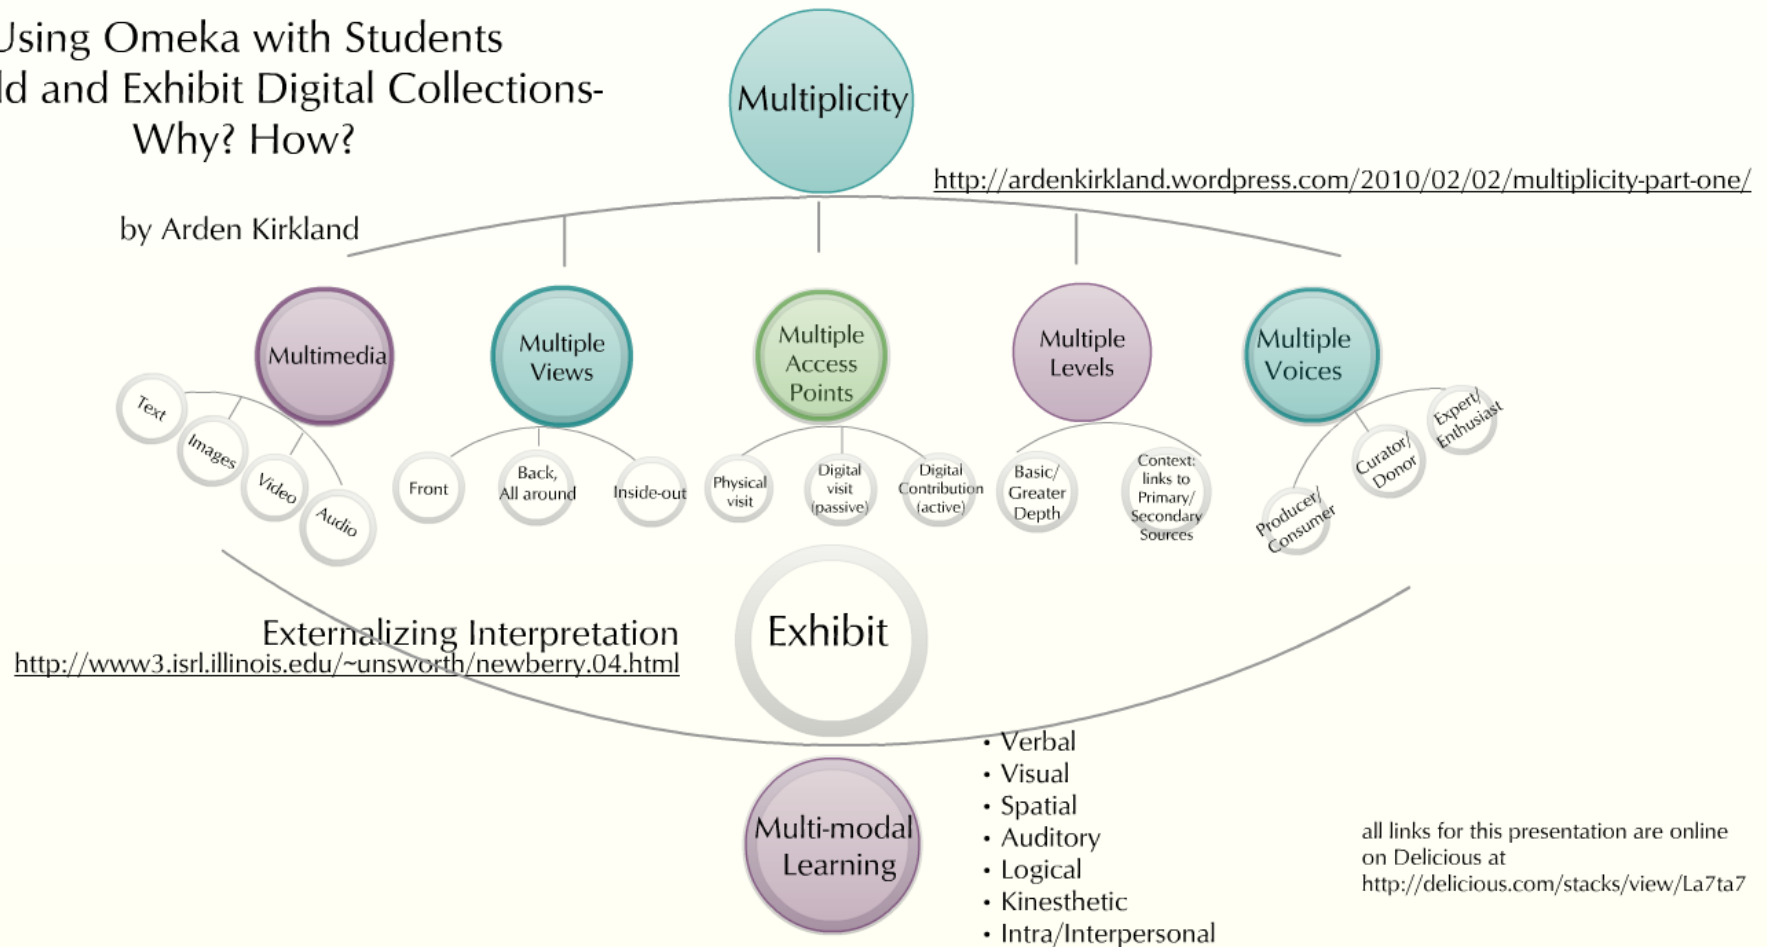 Using Omeka with Students
ld and Exhibit Digital Collections-
Why? How?
by Arden Kirkland
Multiplicity
http://ardenkirkland.wordpress.com/2010/02/02/multiplicity-part-one/
Multimedia
Text
Images
Video
Audio
Multiple
Views
Front
Back,
All around
Inside-out
Multiple
Access
Points
Physical
visit
Digital
visit
(passive)
Digital
Contribution
(active)
Multiple
Levels
Basic/
Greater
Depth
Context:
links to
Primary/
Secondary
Sources
Multiple
Voices
Producer/
Consumer
Curator/
Donor
Expert/
Enthusiast
Externalizing Interpretation
http://www3.isrl.illinois.edu/~unsworth/newberry.04.html
Exhibit
Multi-modal
Learning
• Verbal
• Visual
• Spatial
• Auditory
• Logical
• Kinesthetic
• Intra/Interpersonal
all links for this presentation are online
on Delicious at
http://delicious.com/stacks/view/La7ta7